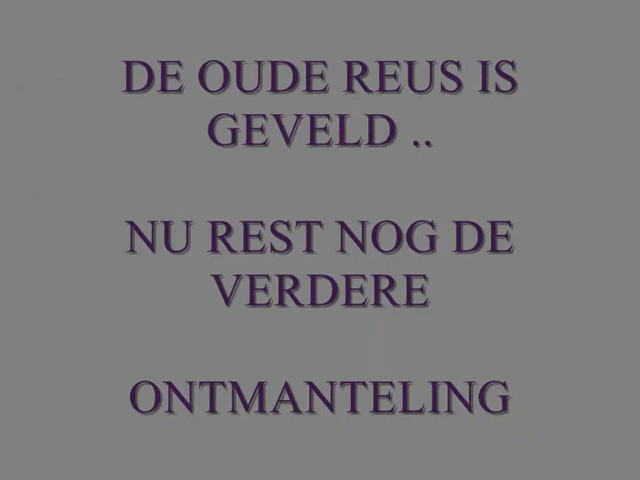 DE OUDE REUS IS
GEVELD ..
NU REST NOG DE
VERDERE
ONTMANTELING